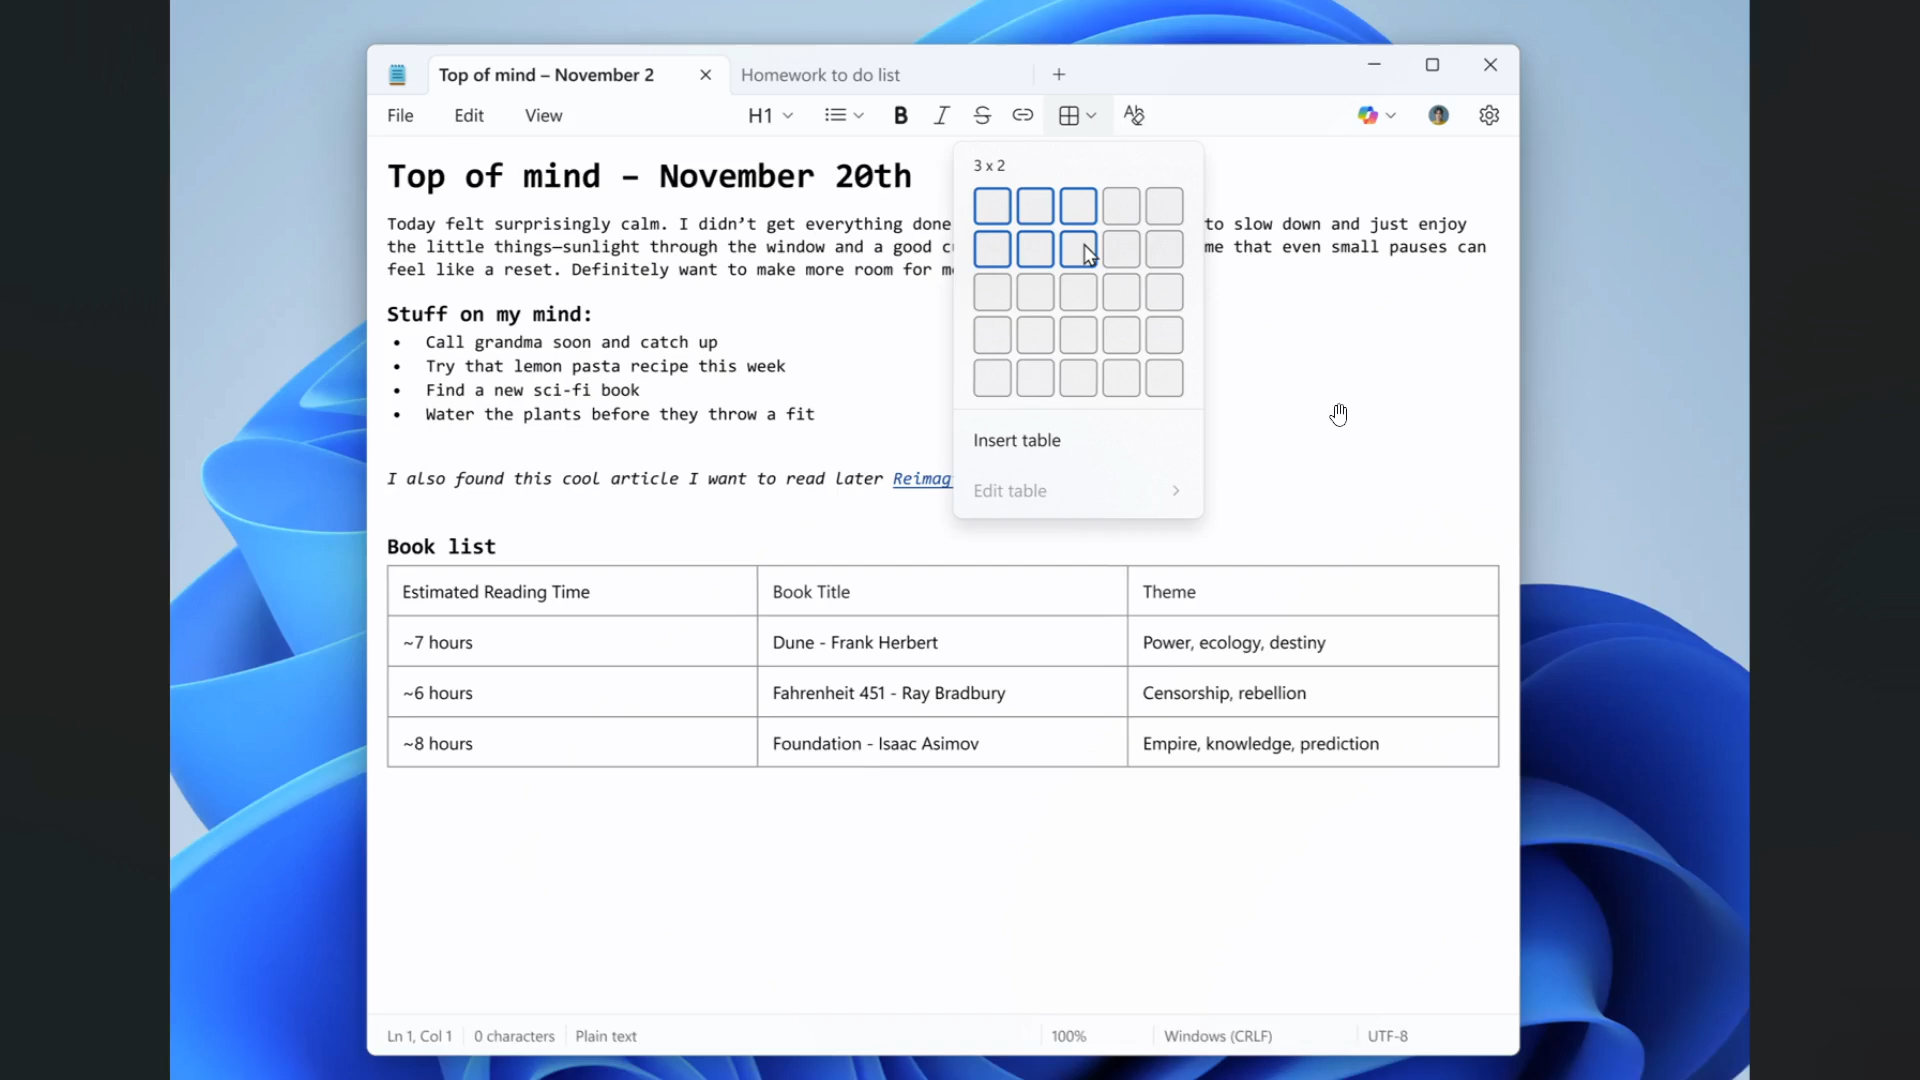 Top of mind – November 2
Homework to do list
File
Edit
View
H1
B
I
S
3 x 2
Insert table
Edit table
Top of mind – November 20th
Today felt surprisingly calm. I didn’t get everything done to slow down and just enjoy
the little things—sunlight through the window and a good me that even small pauses can
feel like a reset. Definitely want to make more room for
Stuff on my mind:
• Call grandma soon and catch up
• Try that lemon pasta recipe this week
• Find a new sci-fi book
• Water the plants before they throw a fit
I also found this cool article I want to read later Reimag
Book list
Estimated Reading Time Book Title Theme
~7 hours Dune - Frank Herbert Power, ecology, destiny
~6 hours Fahrenheit 451 - Ray Bradbury Censorship, rebellion
~8 hours Foundation - Isaac Asimov Empire, knowledge, prediction
Ln 1, Col 1 0 characters Plain text 100% Windows (CRLF) UTF-8